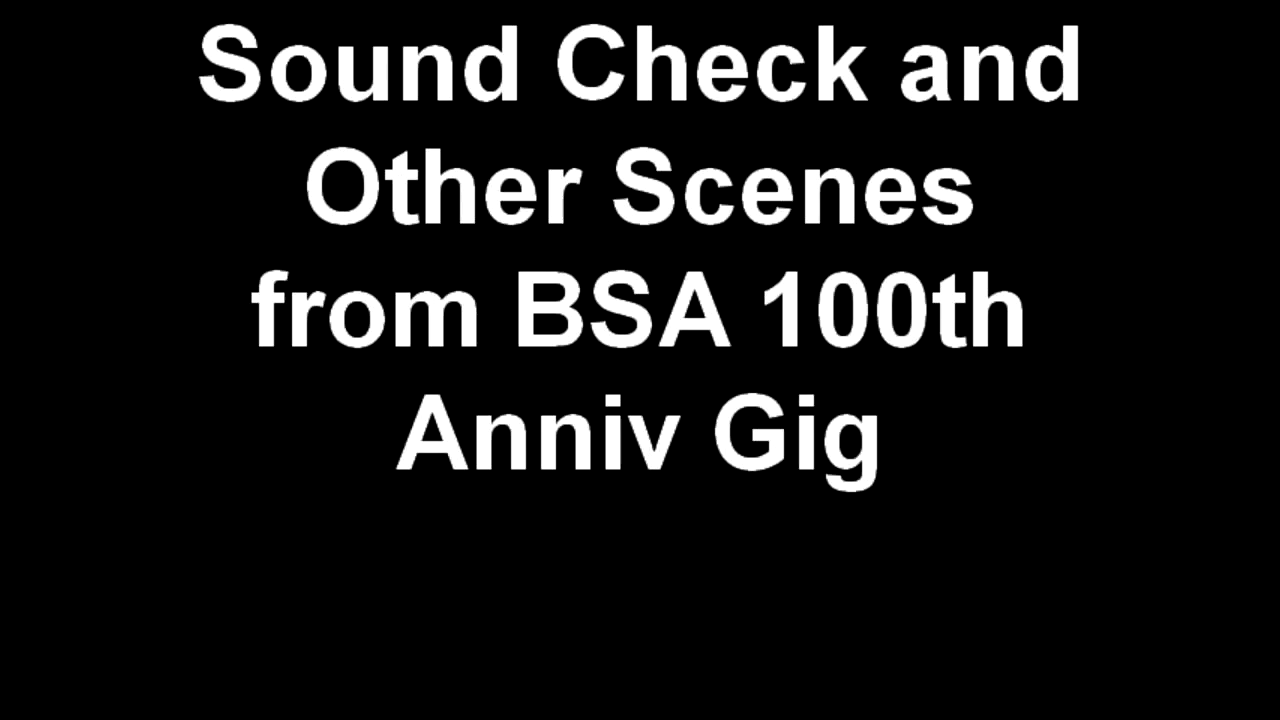 Sound Check and
Other Scenes
from BSA 100th
Anniv Gig